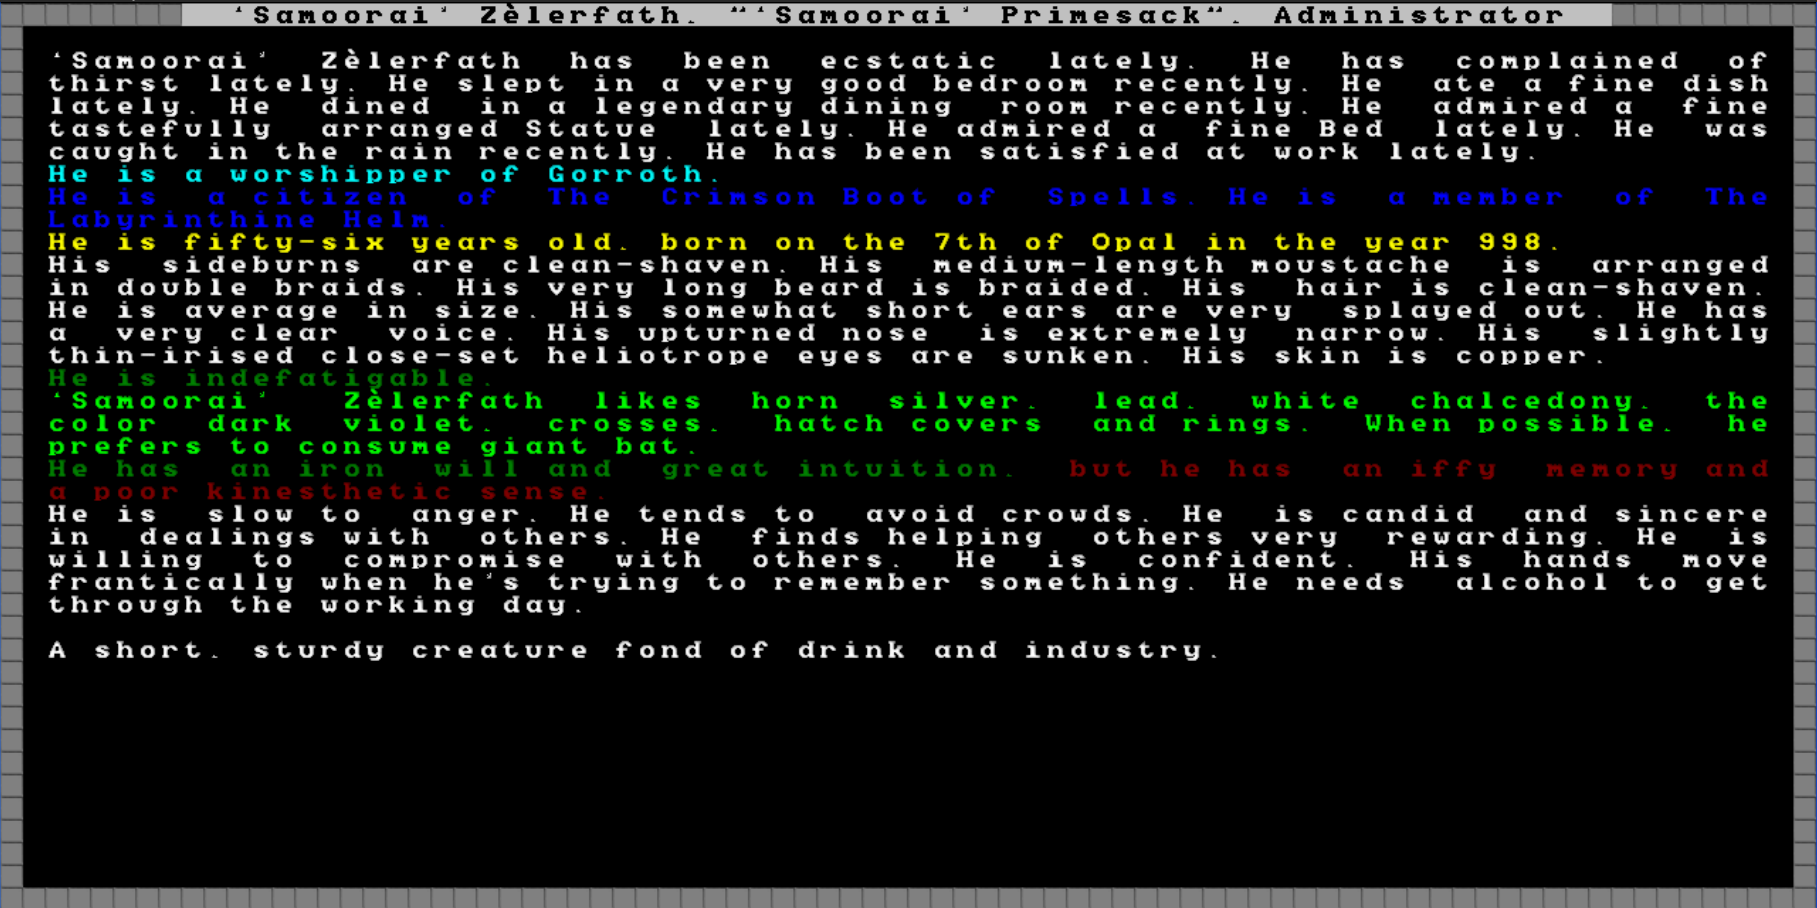 'Samoorai' Zèlerfath, "'Samoorai' Primesack", Administrator
'Samoorai' Zèlerfath has been ecstatic lately. He has complained of
thirst lately. He slept in a very good bedroom recently. He ate a fine dish
lately. He dined in a legendary dining room recently. He admired a fine
tastefully arranged Statue lately. He admired a fine Bed lately. He was
caught in the rain recently. He has been satisfied at work lately.
He is a worshipper of Gorroth.
He is a citizen of The Crimson Boot of Spells. He is a member of The
Labyrinthine Helm.
He is fifty-six years old, born on the 7th of Opal in the year 998.
His sideburns are clean-shaven. His medium-length moustache is arranged
in double braids. His very long beard is braided. His hair is clean-shaven.
He is average in size. His somewhat short ears are very splayed out. He has
a very clear voice. His upturned nose is extremely narrow. His slightly
thin-irised close-set heliotrope eyes are sunken. His skin is copper.
He is indefatigable.
'Samoorai' Zèlerfath likes horn silver, lead, white chalcedony, the
color dark violet, crosses, hatch covers and rings. When possible, he
prefers to consume giant bat.
He has an iron will and great intuition, but he has an iffy memory and
a poor kinesthetic sense.
He is slow to anger. He tends to avoid crowds. He is candid and sincere
in dealings with others. He finds helping others very rewarding. He is
willing to compromise with others. He is confident. His hands move
frantically when he's trying to remember something. He needs alcohol to get
through the working day.
A short, sturdy creature fond of drink and industry.